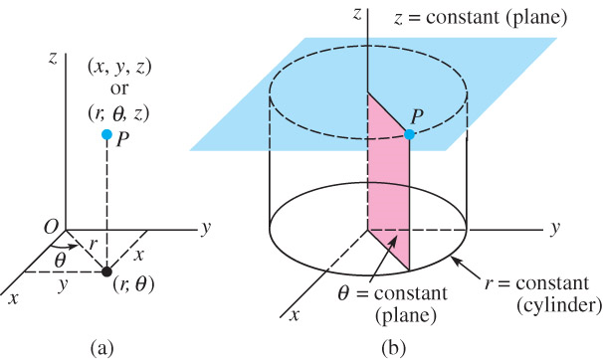 z
(x, y, z)
or
(r, θ, z)
P
O
y
r
x
θ
y
(r, θ)
x
(a)
z
z = constant (plane)
P
y
θ = constant
(plane)
r = constant
(cylinder)
x
(b)